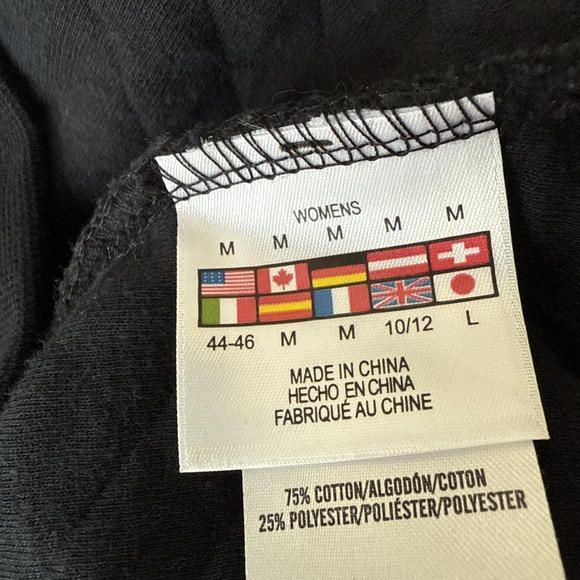 WOMENS
M M M M M
44-46 M M 10/12 L
MADE IN CHINA
HECHO EN CHINA
FABRIQUÉ AU CHINE
75% COTTON/ALGODÓN/COTON
25% POLYESTER/POLIÉSTER/POLYESTER